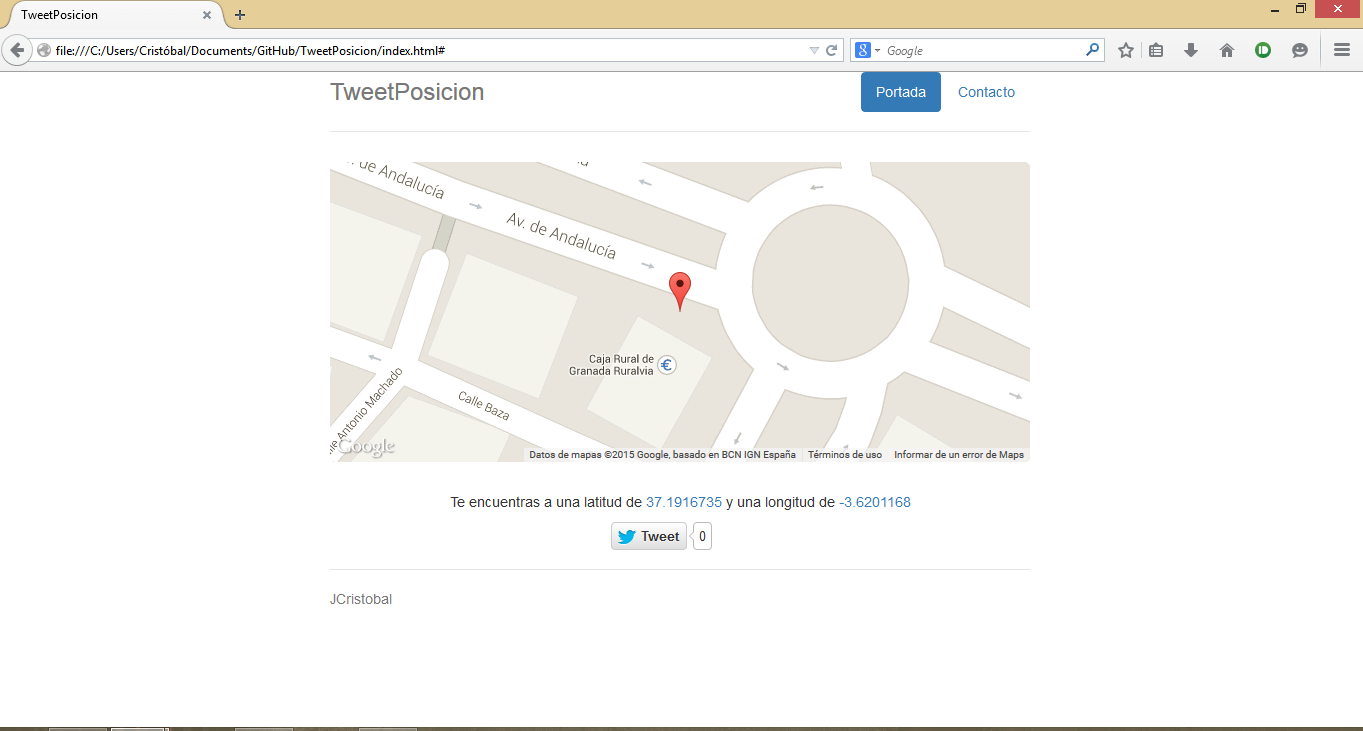 TweetPosicion
file:///C:/Users/Cristóbal/Documents/GitHub/TweetPosicion/index.html#
Google
TweetPosicion
Portada
Contacto
de Andalucía
Av. de Andalucía
Caja Rural de
Granada Ruralvia
Antonio Machado
Calle Baza
Google
Datos de mapas ©2015 Google, basado en BCN IGN España
Términos de uso
Informar de un error de Maps
Te encuentras a una latitud de 37.1916735 y una longitud de -3.6201168
Tweet
0
JCristobal